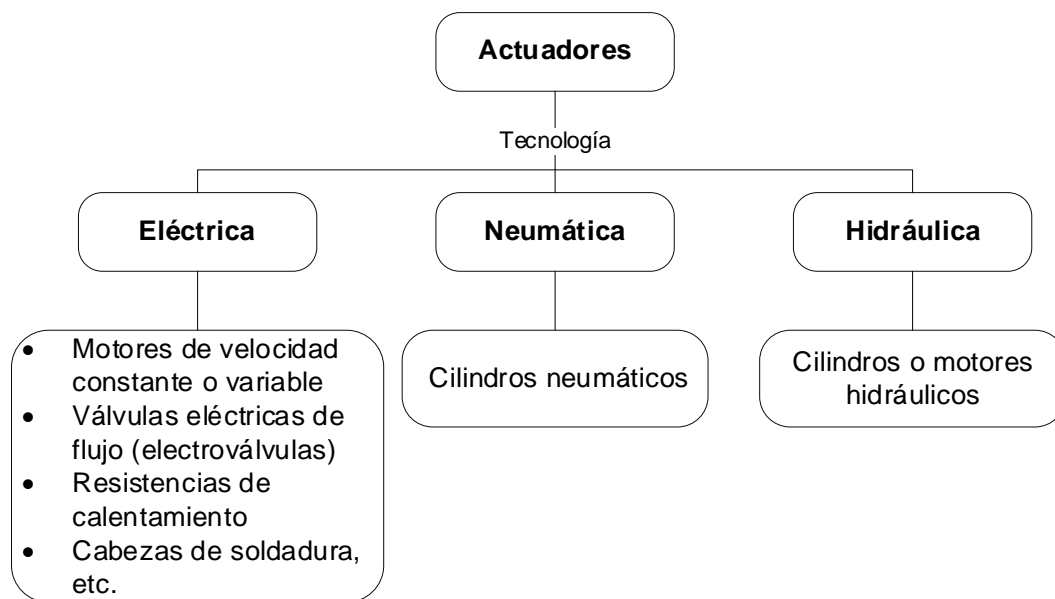 Actuadores
Tecnología
Eléctrica
Neumática
Hidráulica
• Motores de velocidad
constante o variable
• Válvulas eléctricas de
flujo (electroválvulas)
• Resistencias de
calentamiento
• Cabezas de soldadura,
etc.
Cilindros neumáticos
Cilindros o motores
hidráulicos